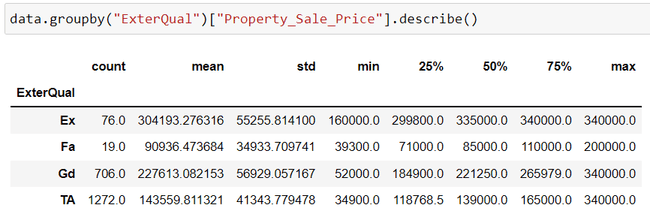 data.groupby("ExterQual")["Property_Sale_Price"].describe()
count mean std min 25% 50% 75% max
ExterQual
Ex 76.0 304193.276316 55255.814100 160000.0 299800.0 335000.0 340000.0 340000.0
Fa 19.0 90936.473684 34933.709741 39300.0 71000.0 85000.0 110000.0 200000.0
Gd 706.0 227613.082153 56929.057167 52000.0 184900.0 221250.0 265979.0 340000.0
TA 1272.0 143559.811321 41343.779478 34900.0 118768.5 139000.0 165000.0 340000.0